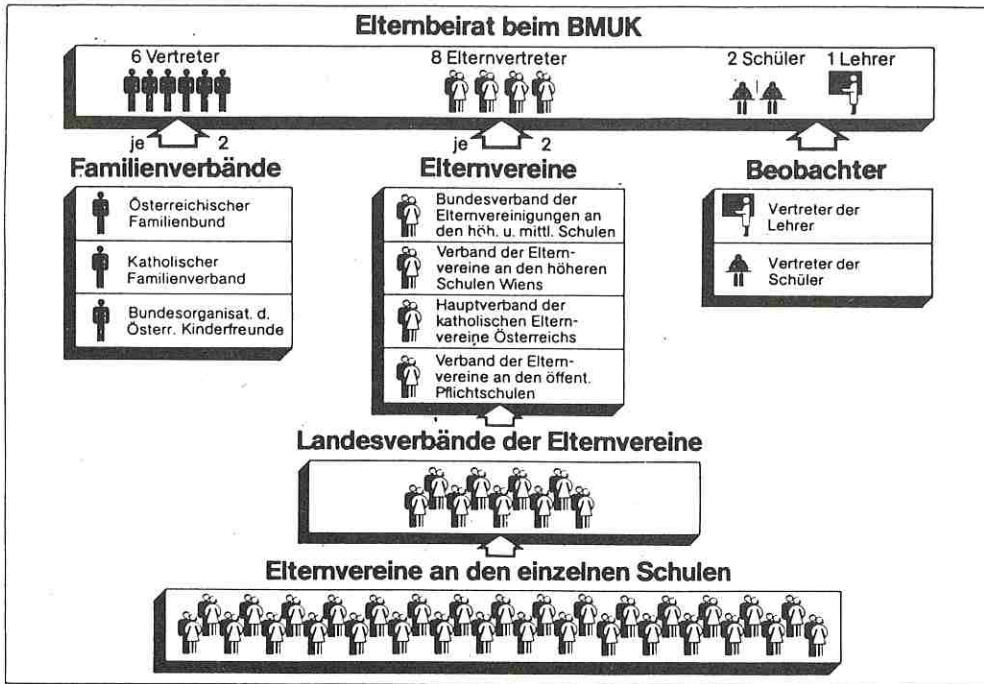 Elternbeirat beim BMUK
6 Vertreter
8 Elternvertreter
2 Schüler
1 Lehrer
je 2
Familienverbände
Österreichischer
Familienbund
Katholischer
Familienverband
Bundesorganisat. d.
Österr. Kinderfreunde
je 2
Elternvereine
Bundesverband der
Elternvereinigungen an
den höh. u. mittl. Schulen
Verband der Eltern-
vereine an den höheren
Schulen Wiens
Hauptverband der
katholischen Eltern-
vereine Österreichs
Verband der Eltern-
vereine an den öffent.
Pflichtschulen
Beobachter
Vertreter der
Lehrer
Vertreter der
Schüler
Landesverbände der Elternvereine
Elternvereine an den einzelnen Schulen